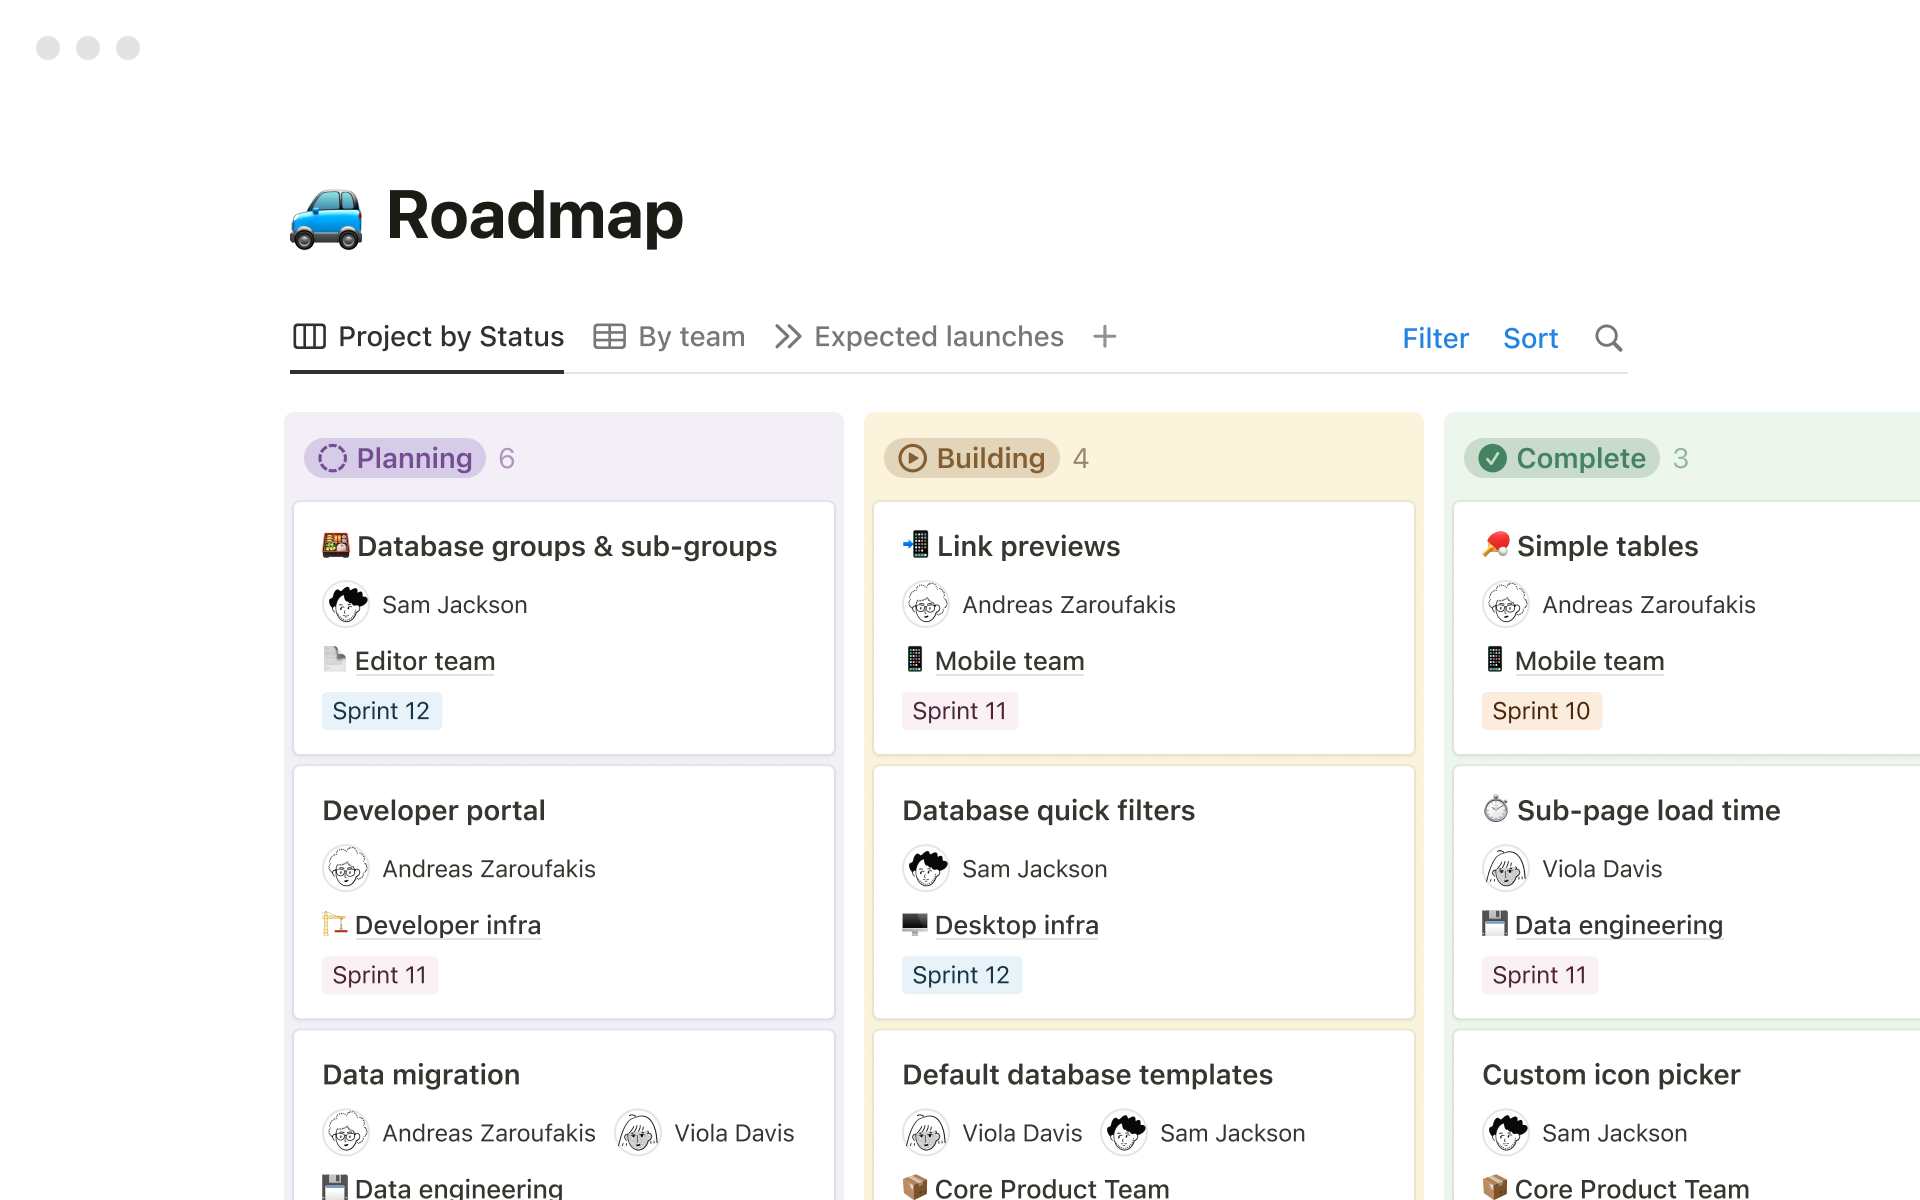 Roadmap
Project by Status
By team
Expected launches
Filter
Sort
Planning 6
Database groups & sub-groups
Sam Jackson
Editor team
Sprint 12
Developer portal
Andreas Zaroufakis
Developer infra
Sprint 11
Data migration
Andreas Zaroufakis Viola Davis
Data engineering
Building 4
Link previews
Andreas Zaroufakis
Mobile team
Sprint 11
Database quick filters
Sam Jackson
Desktop infra
Sprint 12
Default database templates
Viola Davis Sam Jackson
Core Product Team
Complete 3
Simple tables
Andreas Zaroufakis
Mobile team
Sprint 10
Sub-page load time
Viola Davis
Data engineering
Sprint 11
Custom icon picker
Sam Jackson
Core Product Team